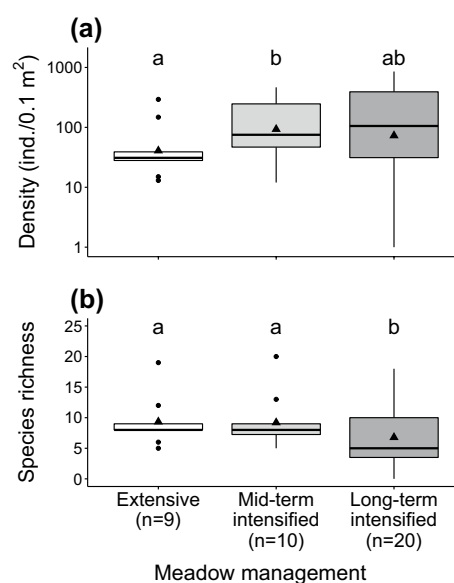 (a)
Density (ind./0.1 m²)
1000
100
10
1
a
b
ab
(b)
Species richness
25
20
15
10
5
0
a
a
b
Extensive
(n=9)
Mid-term
intensified
(n=10)
Long-term
intensified
(n=20)
Meadow management